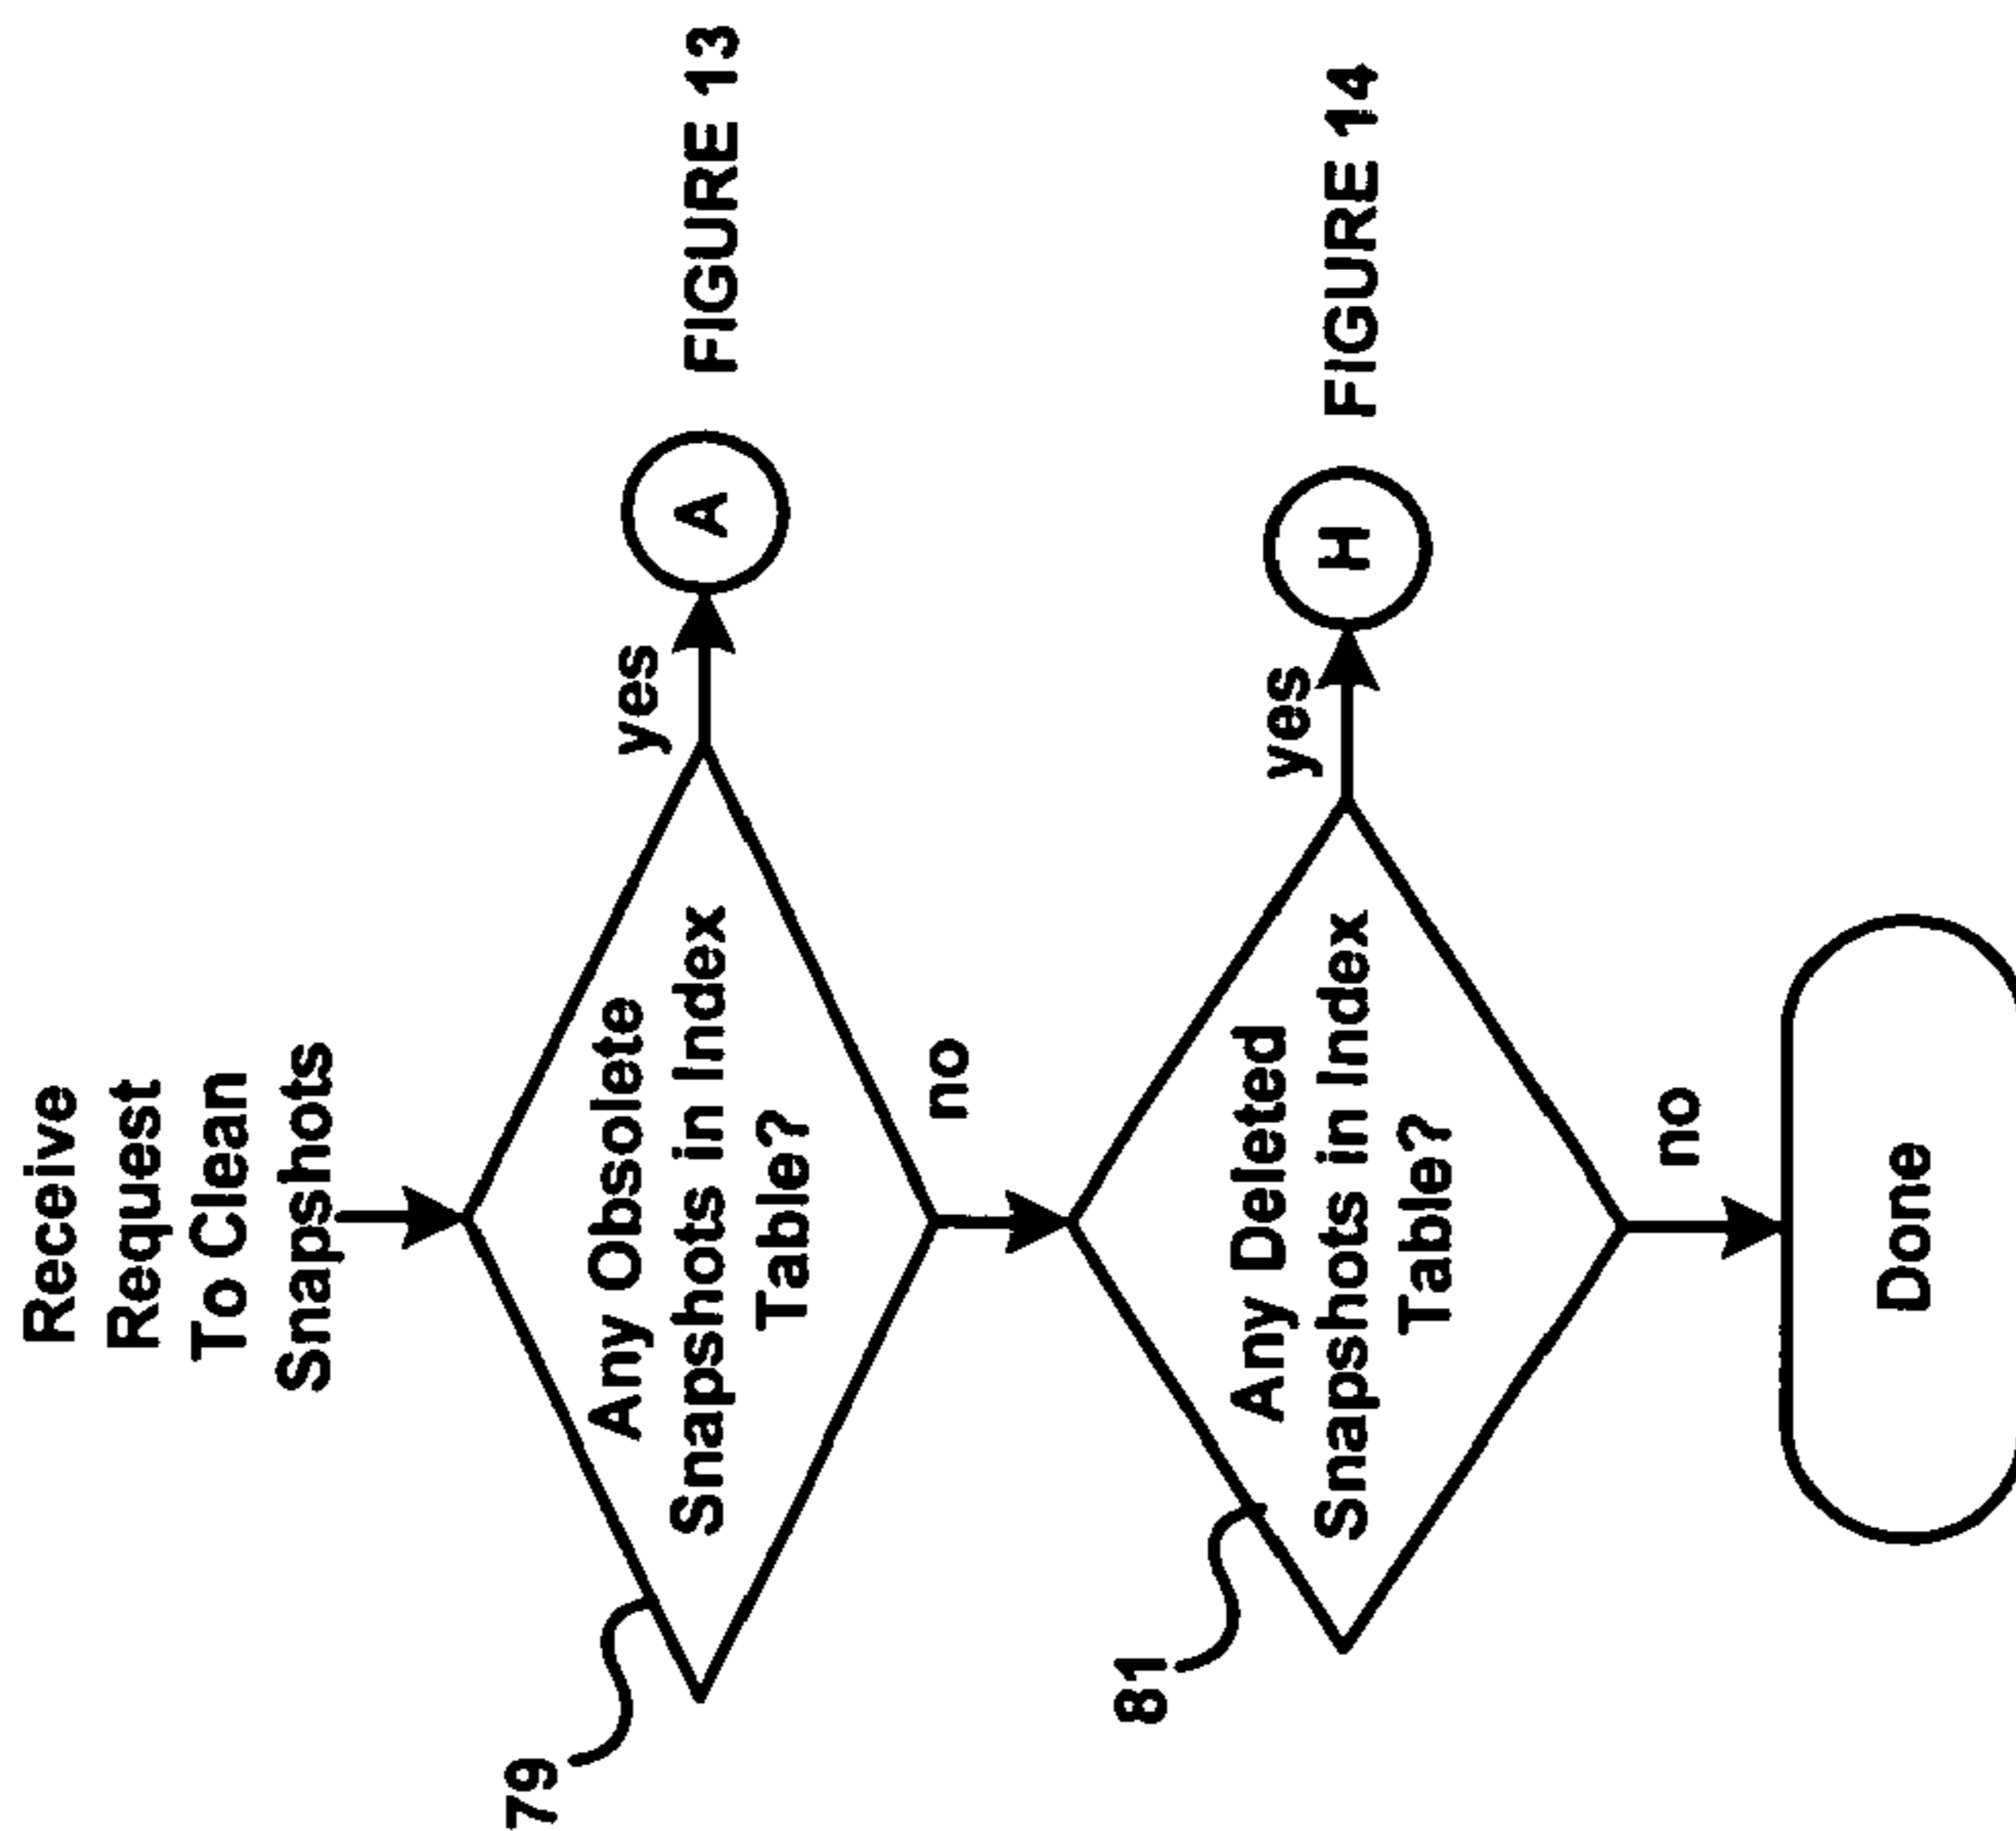 Receive
Request
To Clean
Snapshots
79
Any Obsolete
Snapshots in Index
Table?
yes
A
FIGURE 13
no
81
Any Deleted
Snapshots in Index
Table?
yes
H
FIGURE 14
no
Done